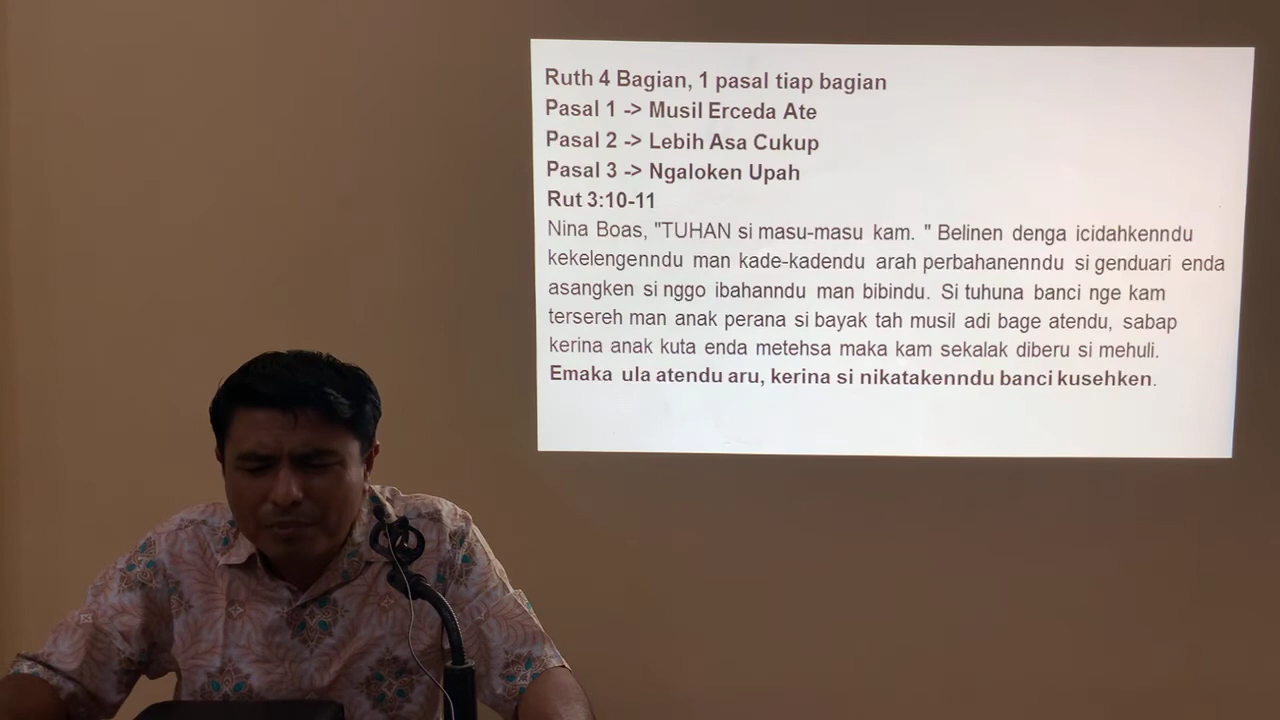 Ruth 4 Bagian, 1 pasal tiap bagian
Pasal 1 -> Musil Erceda Ate
Pasal 2 -> Lebih Asa Cukup
Pasal 3 -> Ngaloken Upah
Rut 3:10-11
Nina Boas, "TUHAN si masu-masu kam. " Belinen denga icidahkenndu
kekelengenndu man kade-kadendu arah perbahanenndu si genduari enda
asangken si nggo ibahanndu man bibindu. Si tuhuna banci nge kam
tersereh man anak perana si bayak tah musil adi bage atendu, sabap
kerina anak kuta enda metehsa maka kam sekalak diberu si mehuli.
Emaka ula atendu aru, kerina si nikatakenndu banci kusehken.